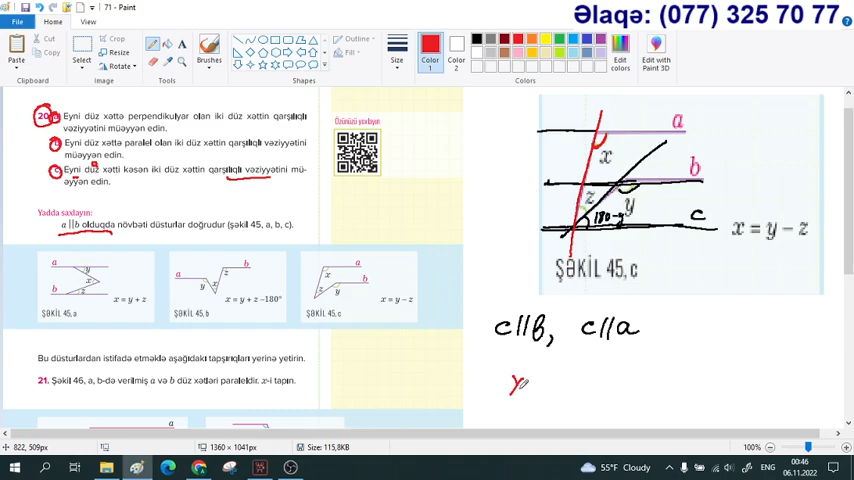 Əlaqə: (077) 325 70 77
71 - Paint
File Home View
Cut
Copy
Paste
Clipboard
Select
Crop
Resize
Rotate
Image
Tools
Brushes
Shapes
Outline
Fill
Size
Color 1
Color 2
Colors
Edit colors
Edit with Paint 3D
20. a. Eyni düz xəttə perpendikulyar olan iki düz xəttin qarşılıqlı
vəziyyətini müəyyən edin.
b. Eyni düz xəttə paralel olan iki düz xəttin qarşılıqlı vəziyyətini
müəyyən edin.
c. Eyni düz xətti kəsən iki düz xəttin qarşılıqlı vəziyyətini mü-
əyyən edin.
Özünüzü yoxlayın
Yadda saxlayın:
a || b olduqda növbəti düsturlar doğrudur (şəkil 45, a, b, c).
a
y
x
b
z
x = y + z
ŞƏKİL 45,a
a
b
y
x
z
x = y + z −180°
ŞƏKİL 45,b
a
x
b
z
y
x = y − z
ŞƏKİL 45,c
Bu düsturlardan istifadə etməklə aşağıdakı tapşırıqları yerinə yetirin.
21. Şəkil 46, a, b-də verilmiş a və b düz xətləri paraleldir. x-i tapın.
a
a
x
b
z
y
180-y
c
x = y − z
ŞƏKİL 45,c
c//b, c//a
x
822, 509px
1360 × 1041px
Size: 115,8KB
100%
55°F Cloudy
ENG
00:46
06.11.2022